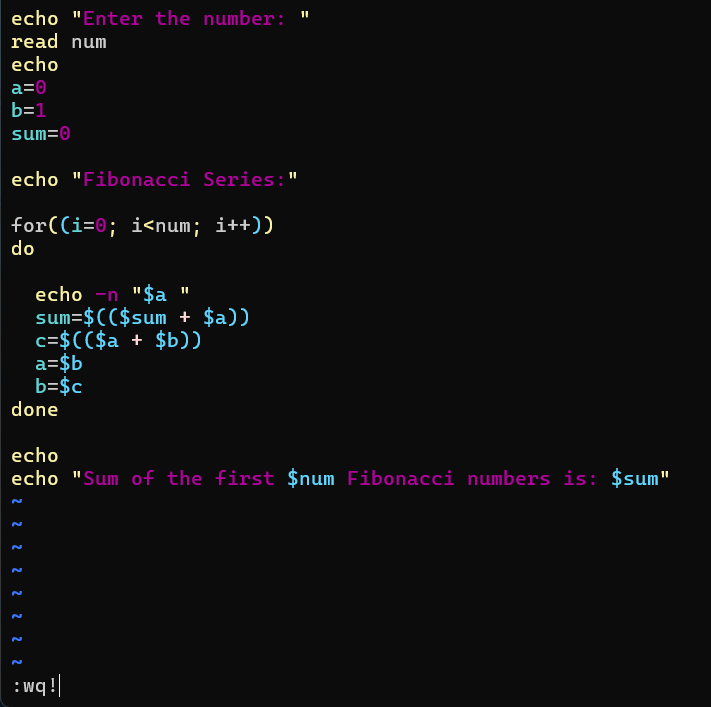 echo "Enter the number: "
read num
echo
a=0
b=1
sum=0
echo "Fibonacci Series:"
for((i=0; i<num; i++))
do
echo -n "$a "
sum=$(($sum + $a))
c=$(($a + $b))
a=$b
b=$c
done
echo
echo "Sum of the first $num Fibonacci numbers is: $sum"
~
~
~
~
~
~
~
~
:wq!